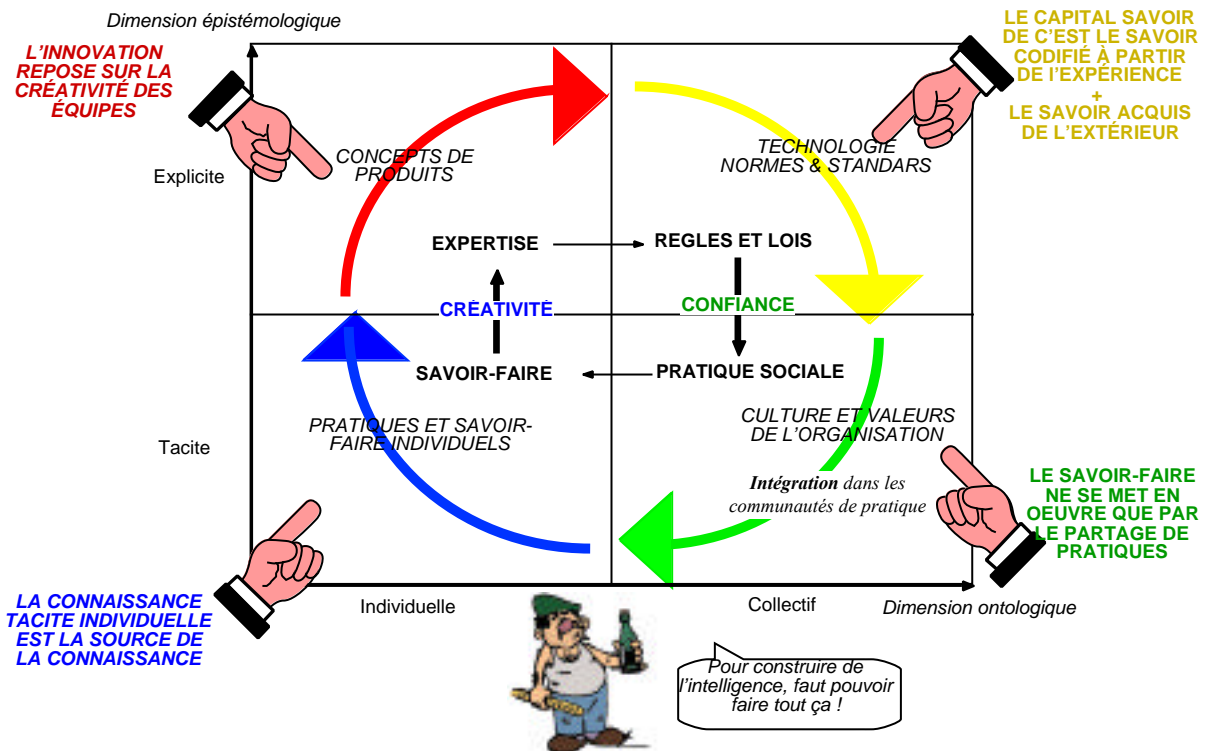 Dimension épistémologique
L'INNOVATION
REPOSE SUR LA
CRÉATIVITÉ DES
ÉQUIPES
LE CAPITAL SAVOIR
DE C'EST LE SAVOIR
CODIFIÉ À PARTIR
DE l'EXPÉRIENCE
+
LE SAVOIR ACQUIS
DE L'EXTÉRIEUR
Explicite
CONCEPTS DE
PRODUITS
TECHNOLOGIE
NORMES & STANDARS
EXPERTISE
REGLES ET LOIS
CRÉATIVITÉ
CONFIANCE
SAVOIR-FAIRE
PRATIQUE SOCIALE
Tacite
PRATIQUES ET SAVOIR-
FAIRE INDIVIDUELS
CULTURE ET VALEURS
DE L'ORGANISATION
Intégration dans les
communautés de pratique
LE SAVOIR-FAIRE
NE SE MET EN
OEUVRE QUE PAR
LE PARTAGE DE
PRATIQUES
LA CONNAISSANCE
TACITE INDIVIDUELLE
EST LA SOURCE DE
LA CONNAISSANCE
Individuelle
Collectif
Dimension ontologique
Pour construire de
l'intelligence, faut pouvoir
faire tout ça !